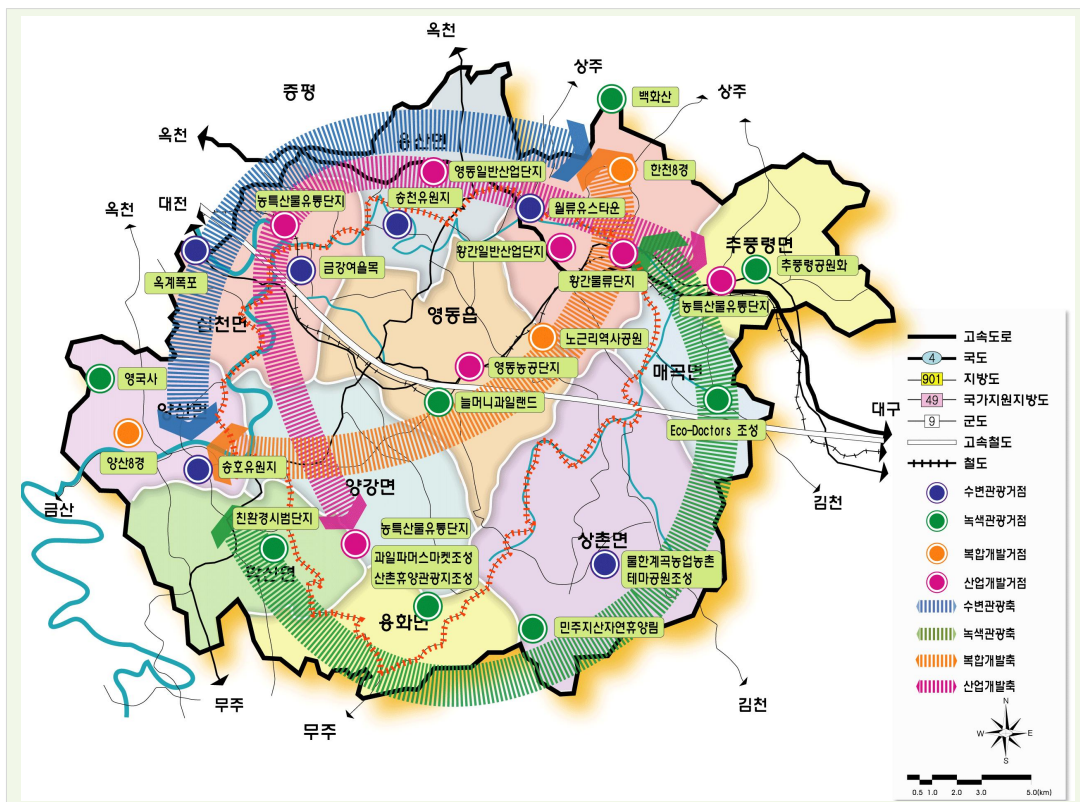 옥천
증평
상주
백화산
상주
옥천
용산면
한천8경
영동일반산업단지
농특산물유통단지
송천유원지
월류유스타운
옥천
대전
황간일반산업단지
추풍령면
금강여울목
추풍령공원화
옥계폭포
황간물류단지
농특산물유통단지
심천면
영동읍
노근리역사공원
영동농공단지
매곡면
영국사
늘머니과일랜드
양산면
Eco-Doctors 조성
대구
양산8경
송호유원지
양강면
금산
김천
친환경시범단지
농특산물유통단지
상촌면
과일파머스마켓조성
산촌휴양관광지조성
물한계곡농업농촌
테마공원조성
학산면
용화면
민주지산자연휴양림
무주
무주
김천
고속도로
4 국도
901 지방도
49 국가지원지방도
9 군도
고속철도
철도
수변관광거점
녹색관광거점
복합개발거점
산업개발거점
수변관광축
녹색관광축
복합개발축
산업개발축
N
W E
S
0.5 1.0 2.0 3.0 5.0(km)